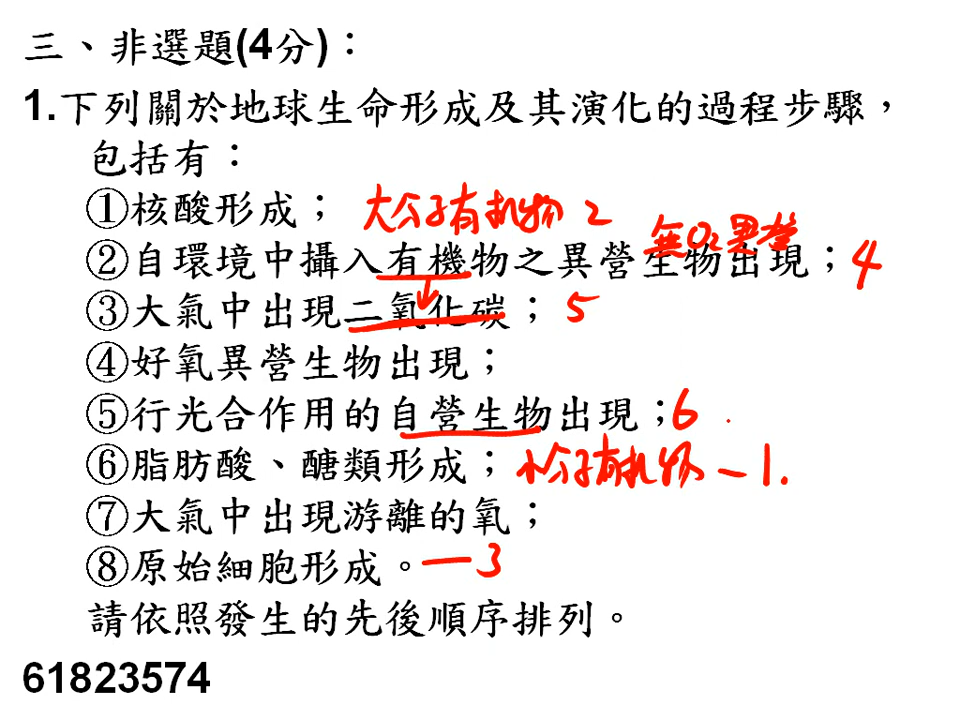 三、非選題(4分)：
1.下列關於地球生命形成及其演化的過程步驟，
包括有：
①核酸形成； 大分子有机物 2
無O2異營
②自環境中攝入有機物之異營生物出現； 4
③大氣中出現二氧化碳； 5
④好氧異營生物出現；
⑤行光合作用的自營生物出現； 6
⑥脂肪酸、醣類形成； 小分子有机物 — 1.
⑦大氣中出現游離的氧；
⑧原始細胞形成。 — 3
請依照發生的先後順序排列。
61823574